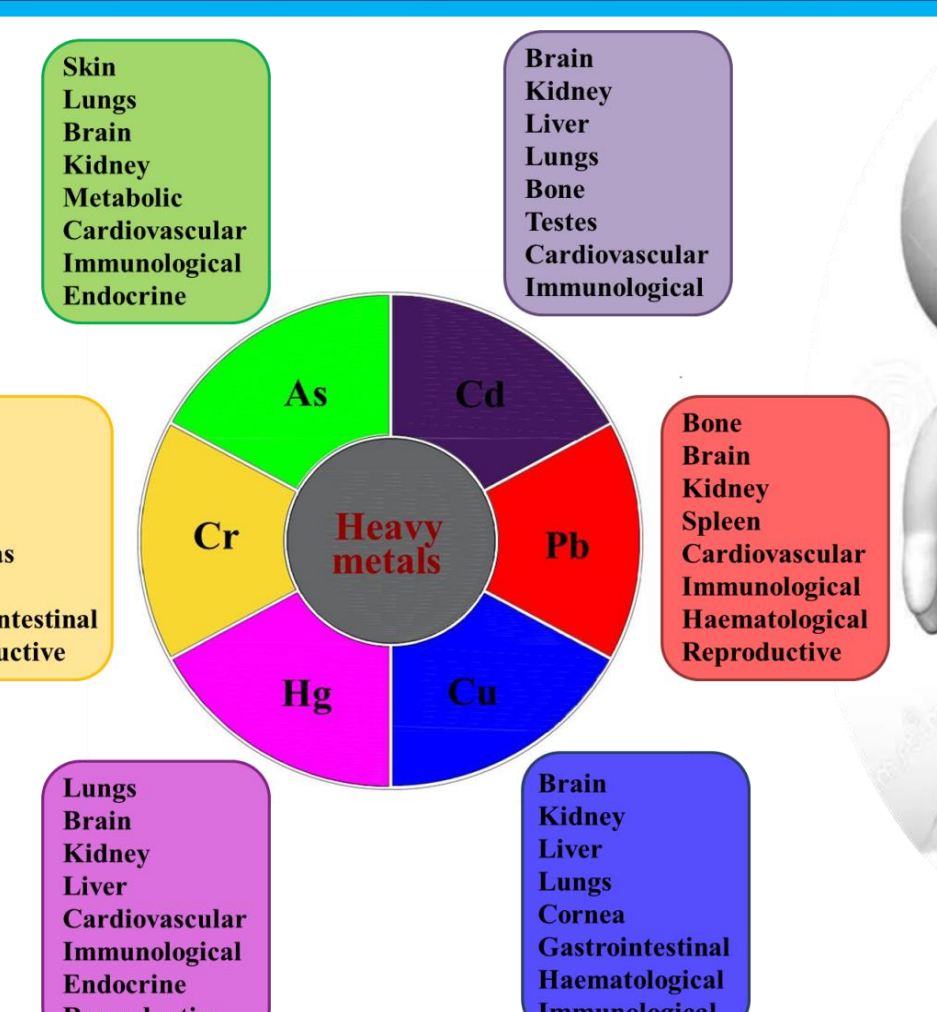 Skin
Lungs
Brain
Kidney
Metabolic
Cardiovascular
Immunological
Endocrine
Brain
Kidney
Liver
Lungs
Bone
Testes
Cardiovascular
Immunological
As
Cd
Cr
Heavy
metals
Pb
Hg
Cu
Bone
Brain
Kidney
Spleen
Cardiovascular
Immunological
Haematological
Reproductive
Lungs
Brain
Kidney
Liver
Cardiovascular
Immunological
Endocrine
Brain
Kidney
Liver
Lungs
Cornea
Gastrointestinal
Haematological
Immunological